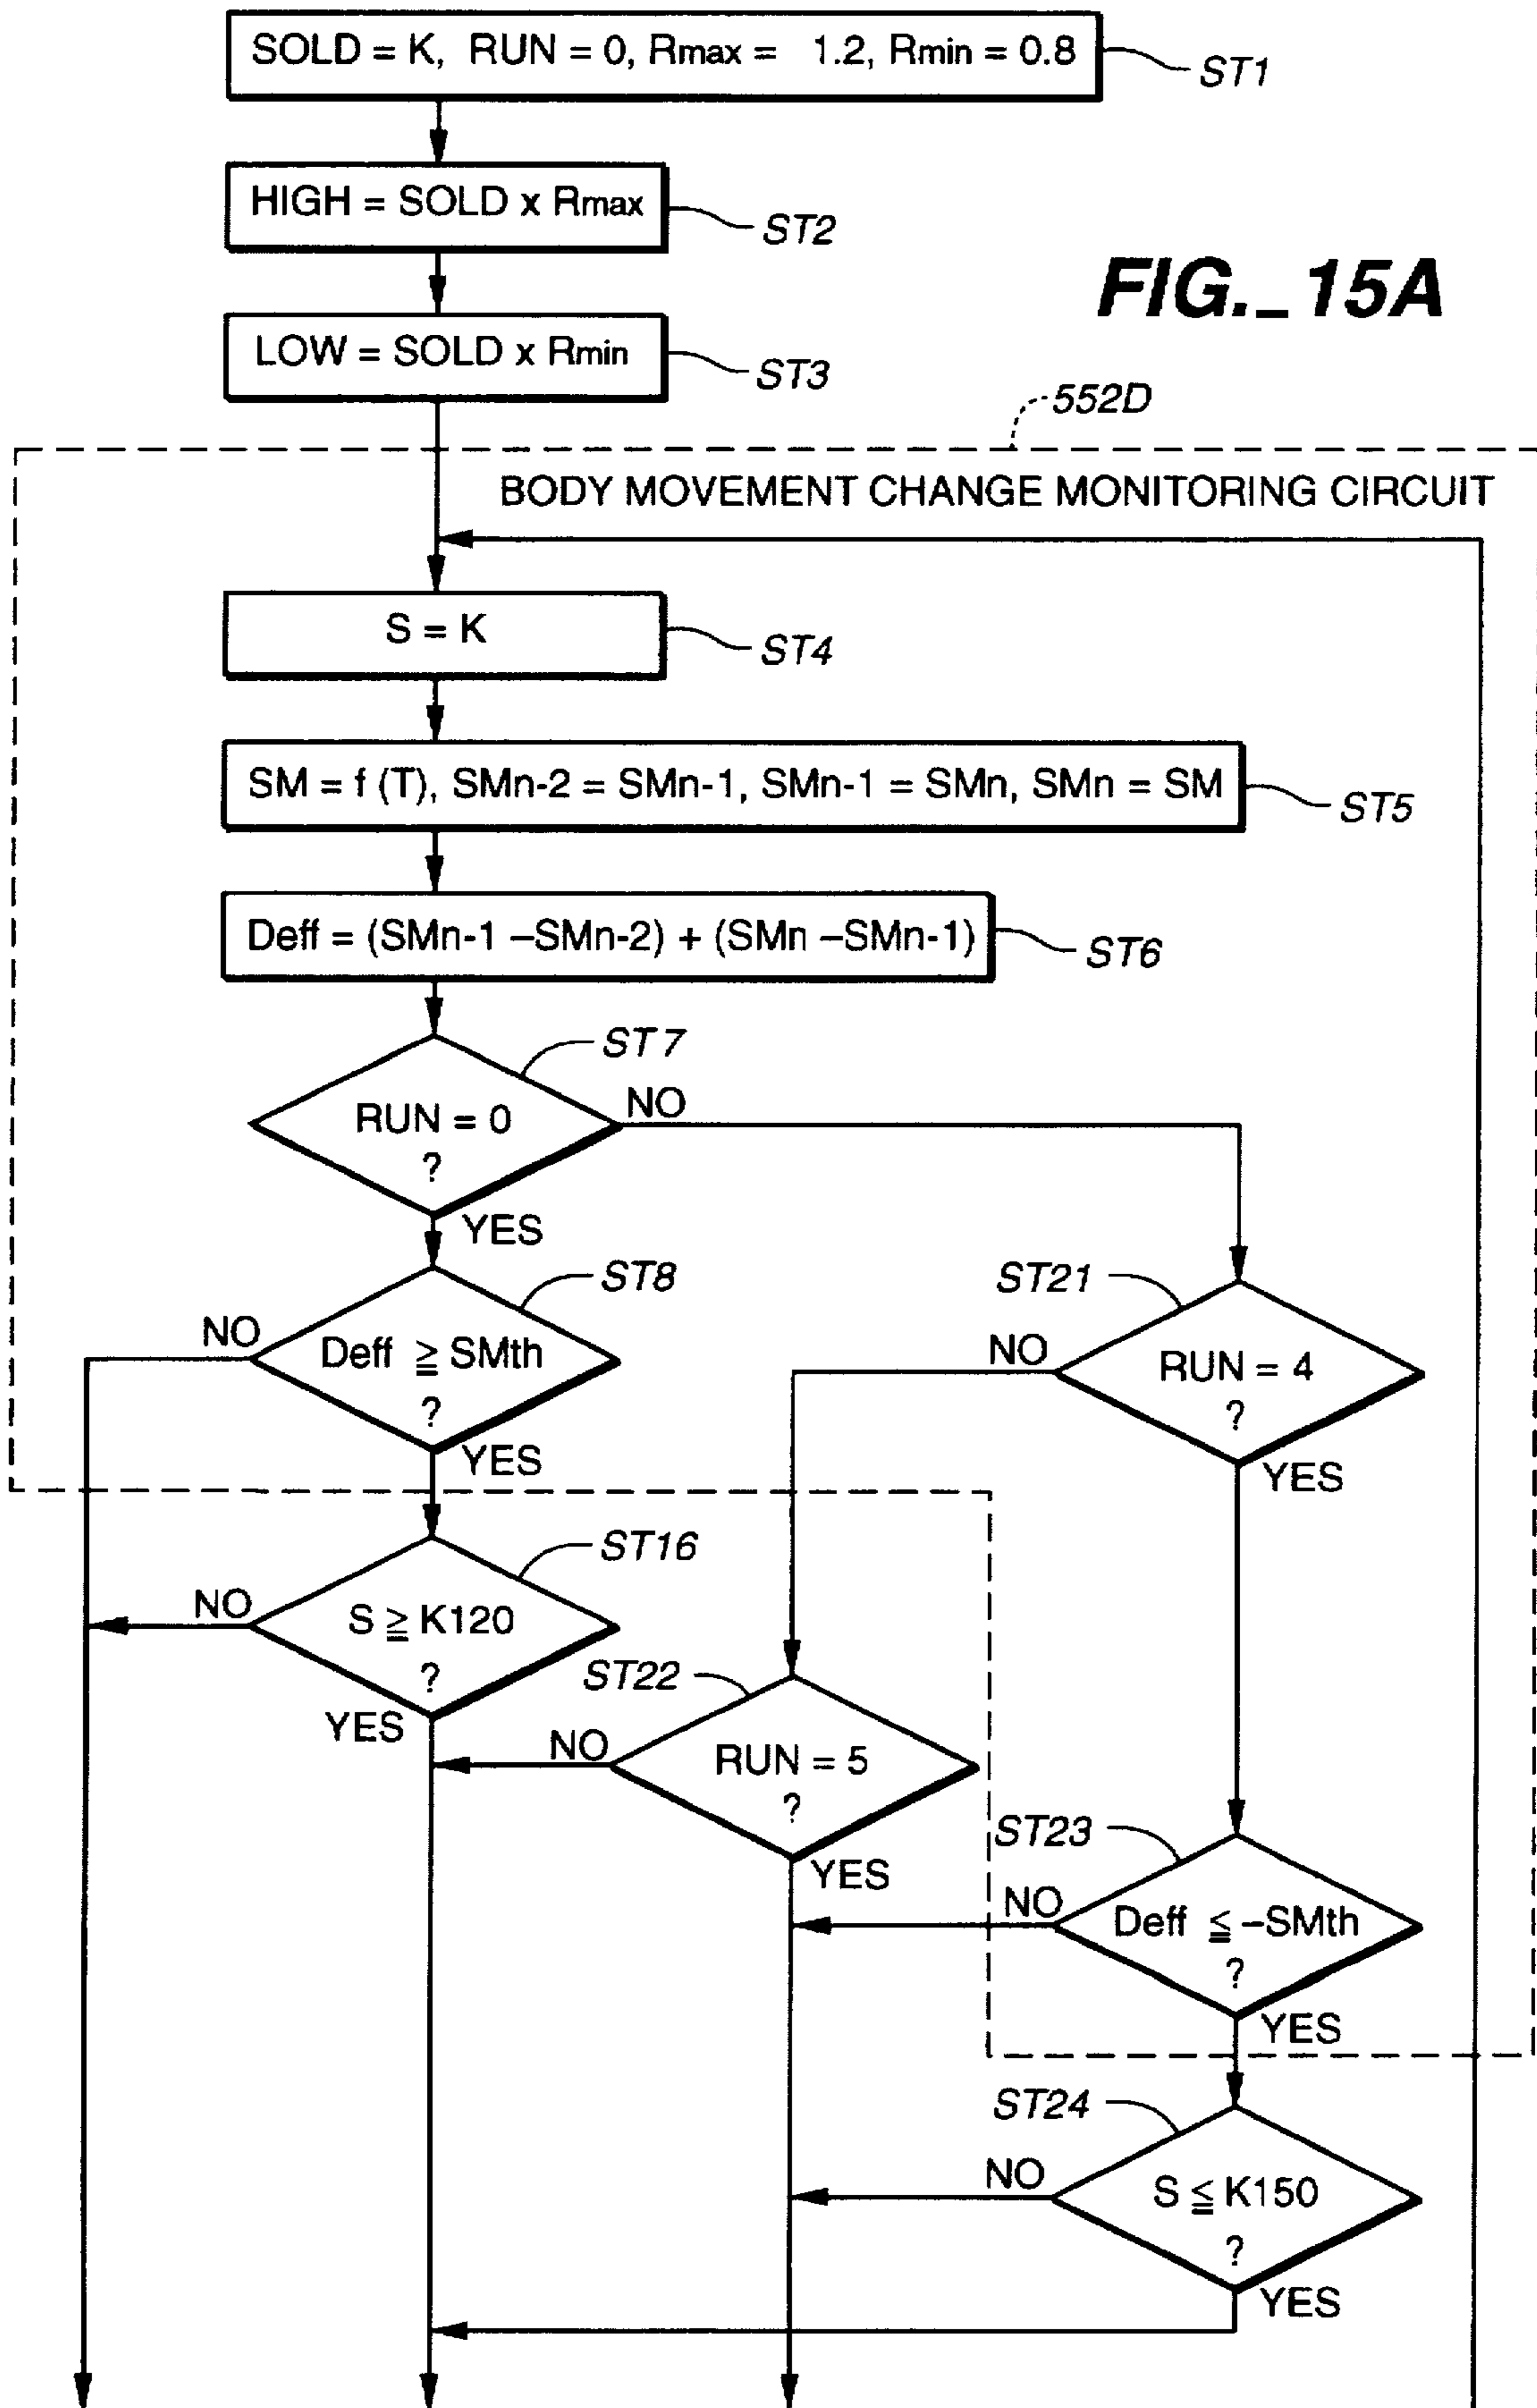 SOLD = K, RUN = 0, Rmax = 1.2, Rmin = 0.8
ST1
HIGH = SOLD x Rmax
ST2
FIG._15A
LOW = SOLD x Rmin
ST3
552D
BODY MOVEMENT CHANGE MONITORING CIRCUIT
S = K
ST4
SM = f (T), SMn-2 = SMn-1, SMn-1 = SMn, SMn = SM
ST5
Deff = (SMn-1 –SMn-2) + (SMn –SMn-1)
ST6
ST7
RUN = 0
?
NO
YES
ST8
Deff ≧ SMth
?
NO
YES
ST21
RUN = 4
?
NO
YES
ST16
S ≧ K120
?
NO
YES
ST22
RUN = 5
?
NO
YES
ST23
Deff ≦ –SMth
?
NO
YES
ST24
S ≦ K150
?
NO
YES